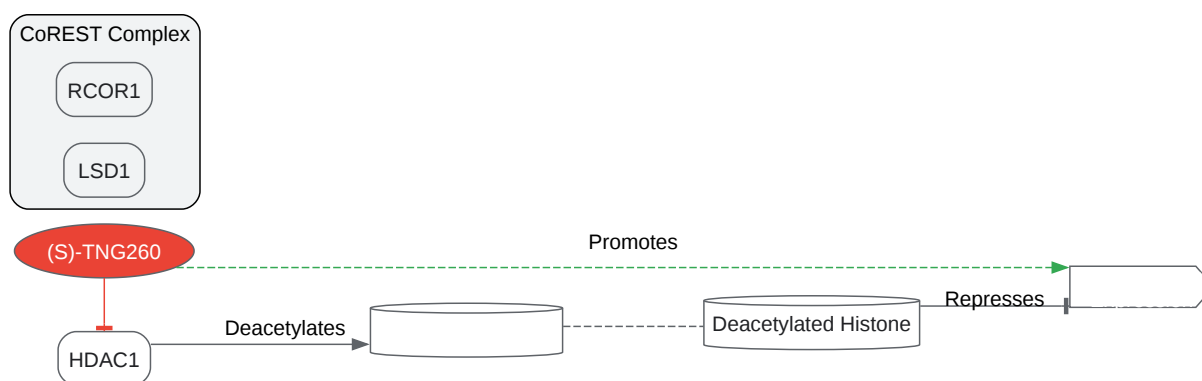 CoREST Complex
RCOR1
LSD1
(S)-TNG260
Promotes
Represses
Deacetylated Histone
Deacetylates
HDAC1